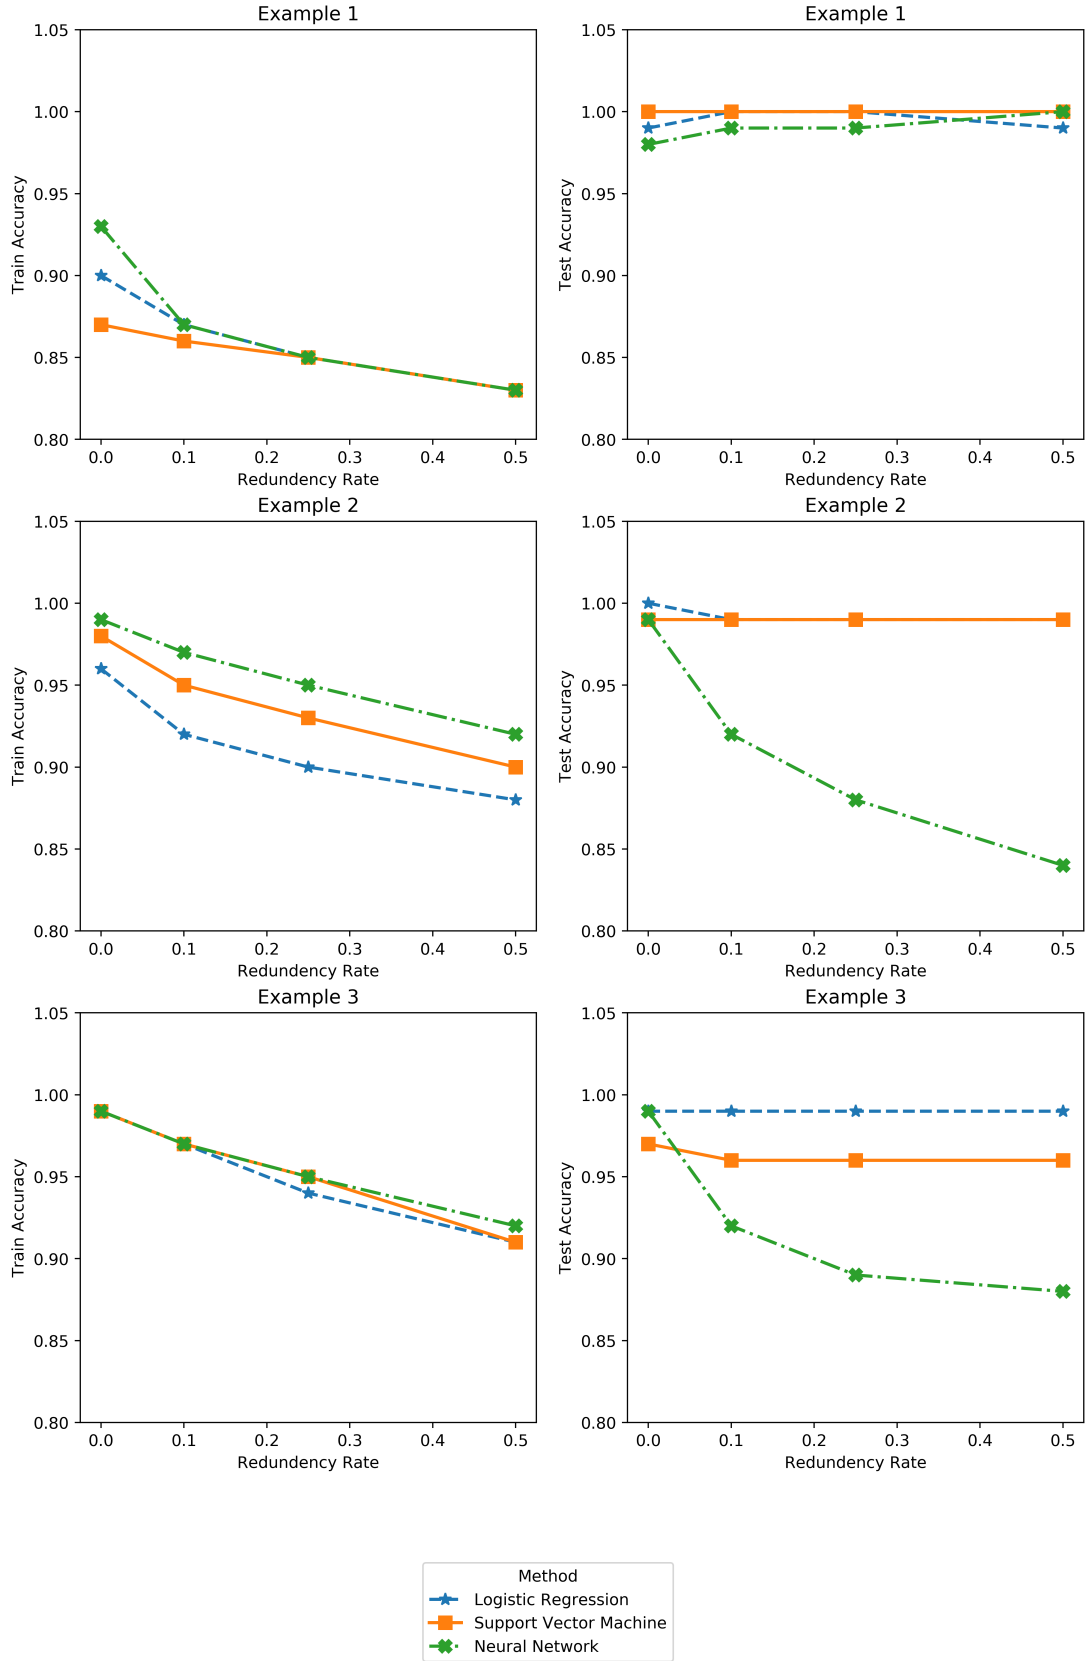 Example 1
1.05
1.00
0.95
0.90
0.85
0.80
Train Accuracy
0.0 0.1 0.2 0.3 0.4 0.5
Redundency Rate
Example 1
1.05
1.00
0.95
0.90
0.85
0.80
Test Accuracy
0.0 0.1 0.2 0.3 0.4 0.5
Redundency Rate
Example 2
1.05
1.00
0.95
0.90
0.85
0.80
Train Accuracy
0.0 0.1 0.2 0.3 0.4 0.5
Redundency Rate
Example 2
1.05
1.00
0.95
0.90
0.85
0.80
Test Accuracy
0.0 0.1 0.2 0.3 0.4 0.5
Redundency Rate
Example 3
1.05
1.00
0.95
0.90
0.85
0.80
Train Accuracy
0.0 0.1 0.2 0.3 0.4 0.5
Redundency Rate
Example 3
1.05
1.00
0.95
0.90
0.85
0.80
Test Accuracy
0.0 0.1 0.2 0.3 0.4 0.5
Redundency Rate
Method
Logistic Regression
Support Vector Machine
Neural Network